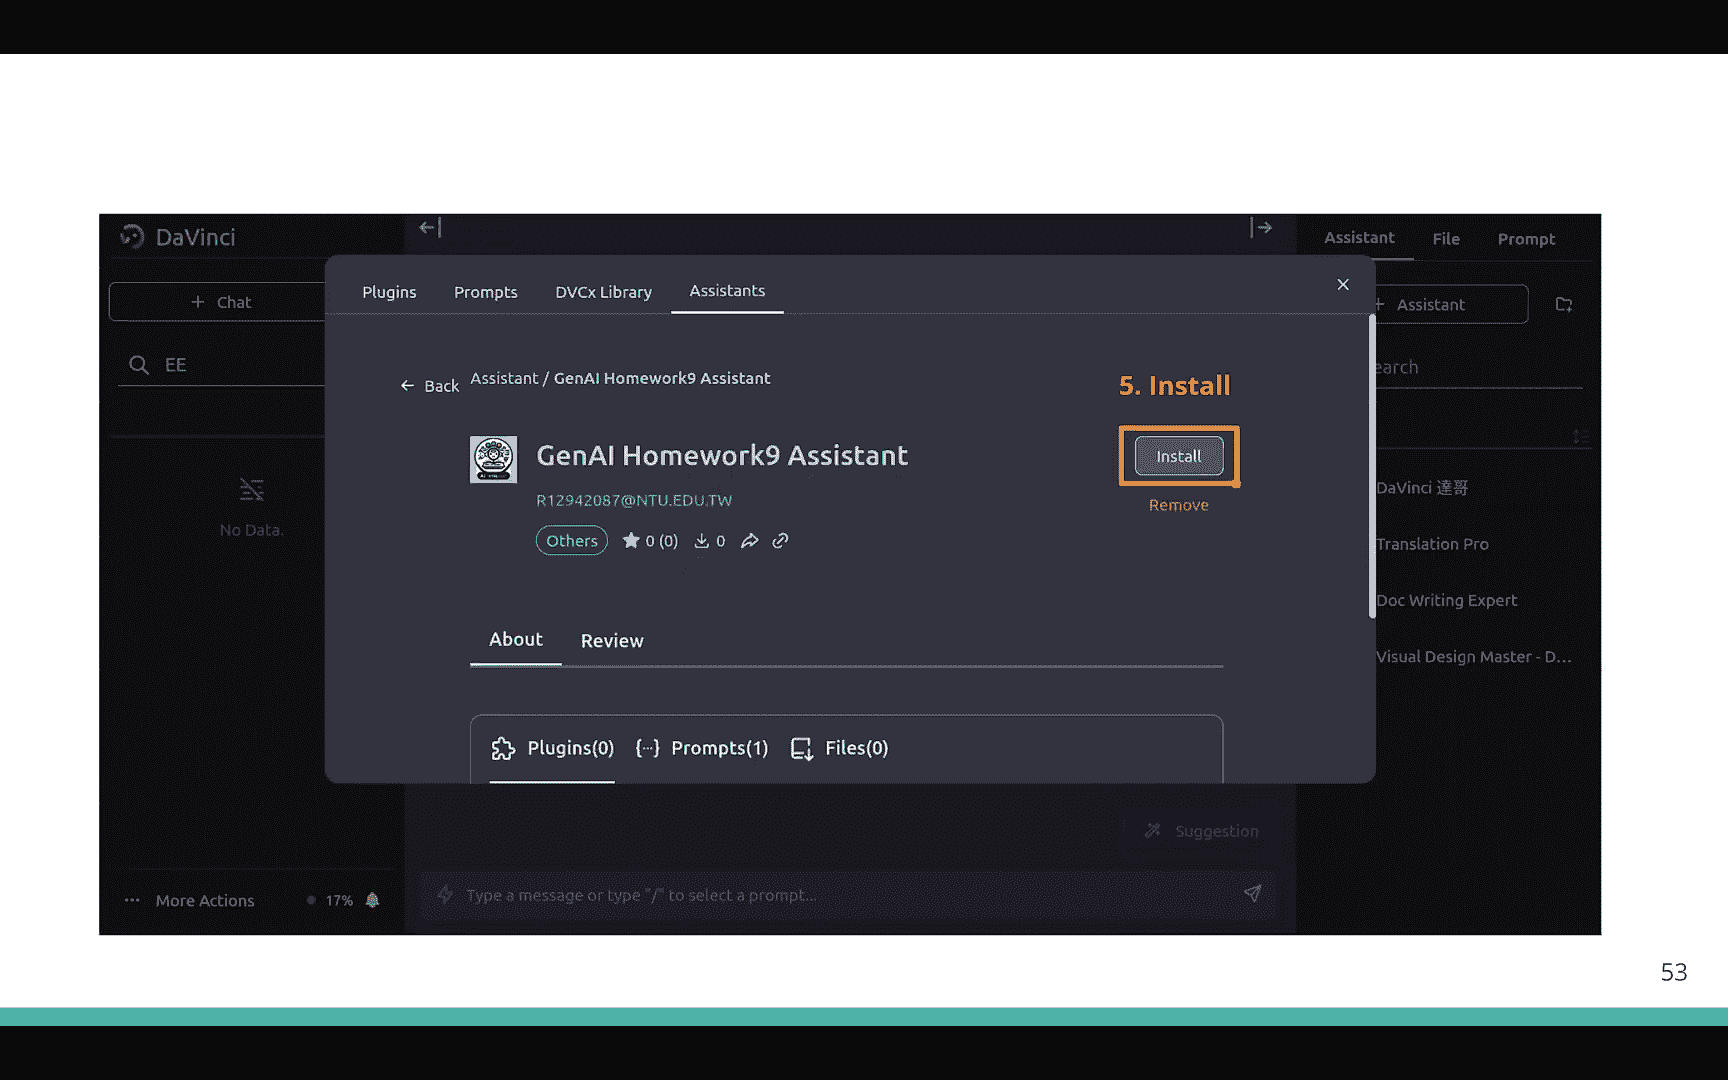 DaVinci
Assistant File Prompt
Plugins Prompts DVCx Library Assistants
+ Chat
+ Assistant
EE
earch
← Back Assistant / GenAI Homework9 Assistant
5. Install
GenAI Homework9 Assistant
Install
R12942087@NTU.EDU.TW
Remove
Others 0 (0) 0
No Data.
DaVinci 達哥
Translation Pro
Doc Writing Expert
Visual Design Master - D...
About Review
Plugins(0) {...} Prompts(1) Files(0)
Suggestion
... More Actions 17%
Type a message or type "/" to select a prompt...
53